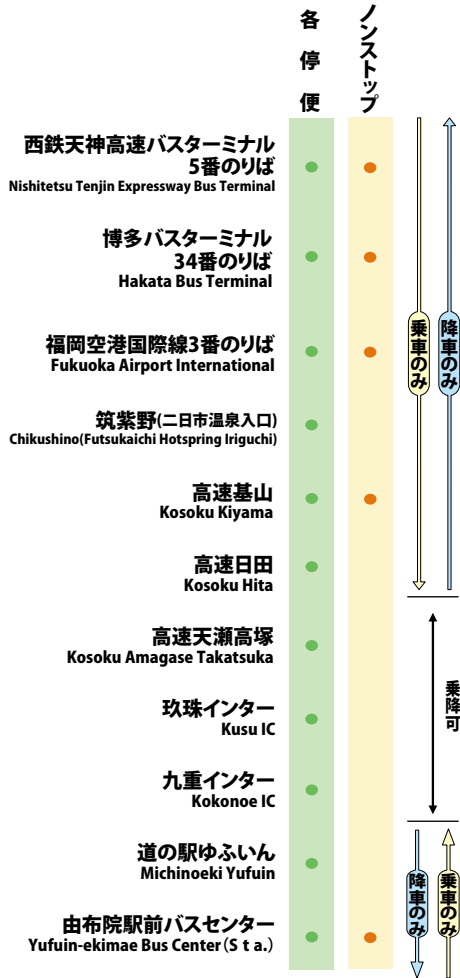 各停便
ノンストップ
西鉄天神高速バスターミナル
5番のりば
Nishitetsu Tenjin Expressway Bus Terminal
博多バスターミナル
34番のりば
Hakata Bus Terminal
福岡空港国際線3番のりば
Fukuoka Airport International
筑紫野(二日市温泉入口)
Chikushino(Futsukaichi Hotspring Iriguchi)
高速基山
Kosoku Kiyama
高速日田
Kosoku Hita
高速天瀬高塚
Kosoku Amagase Takatsuka
玖珠インター
Kusu IC
九重インター
Kokonoe IC
道の駅ゆふいん
Michinoeki Yufuin
由布院駅前バスセンター
Yufuin-ekimae Bus Center(S t a.)
乗車のみ
降車のみ
乗降可
降車のみ
乗車のみ